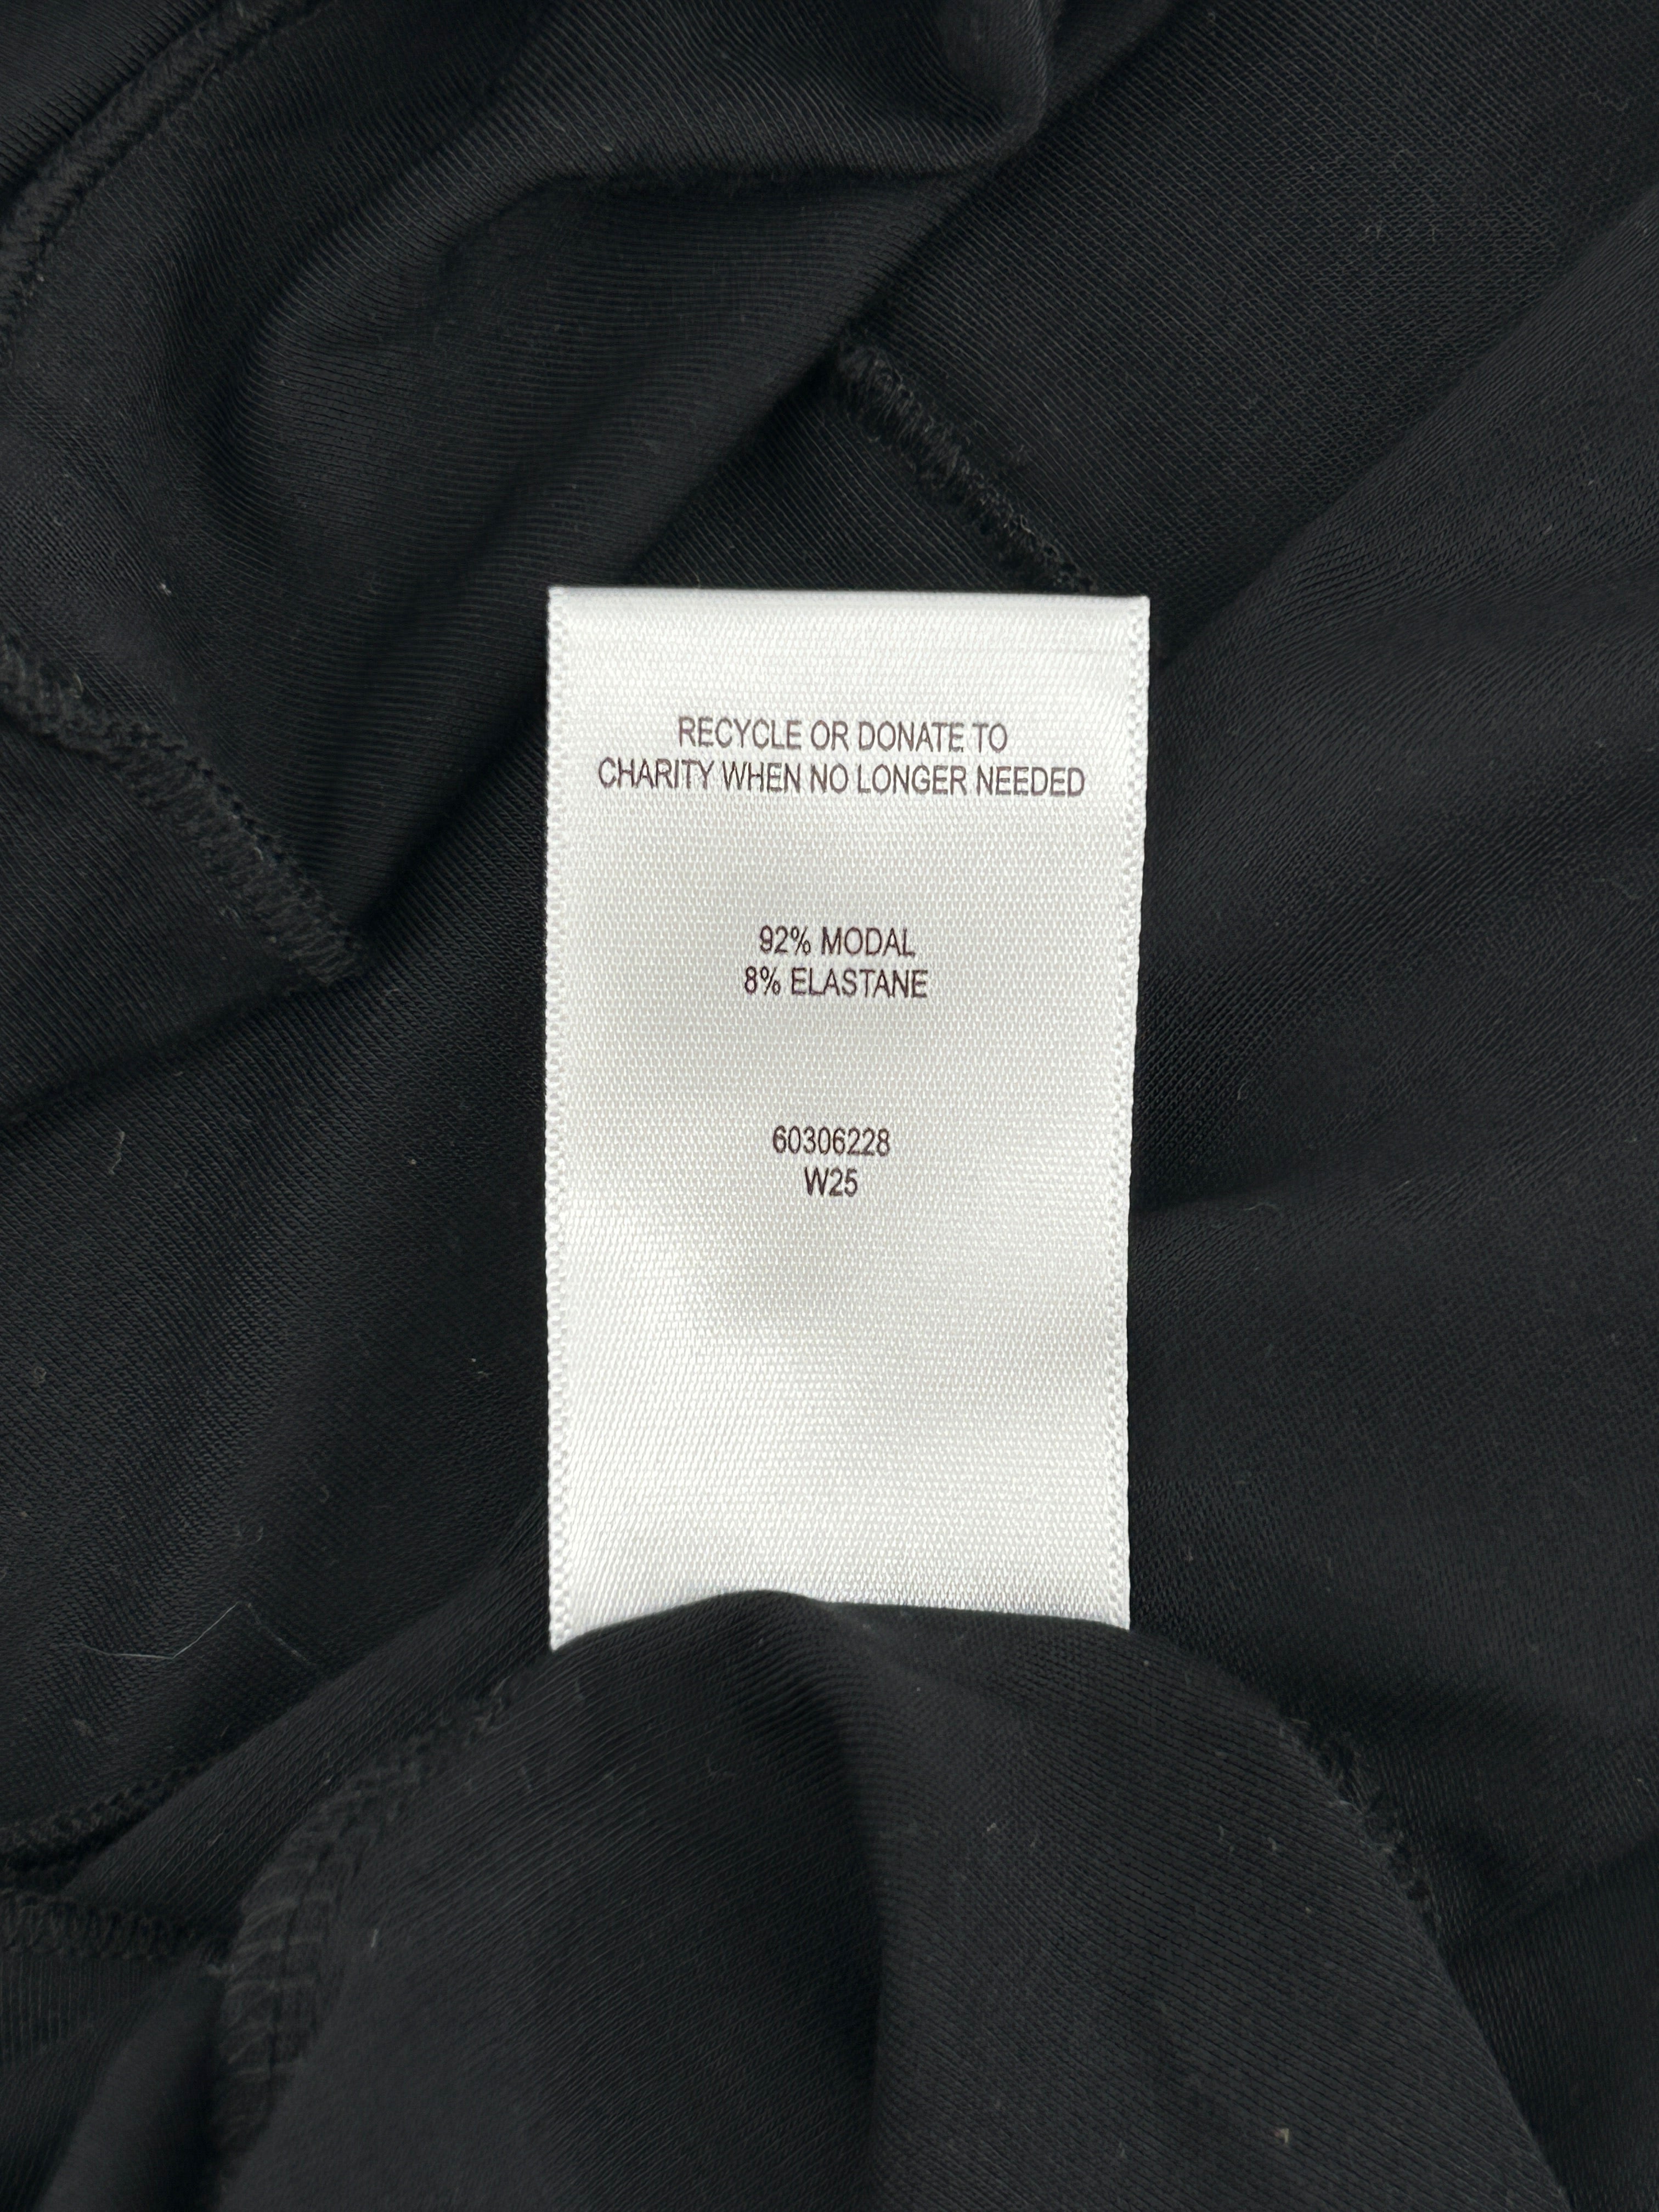 RECYCLE OR DONATE TO
CHARITY WHEN NO LONGER NEEDED
92% MODAL
8% ELASTANE
60306228
W25